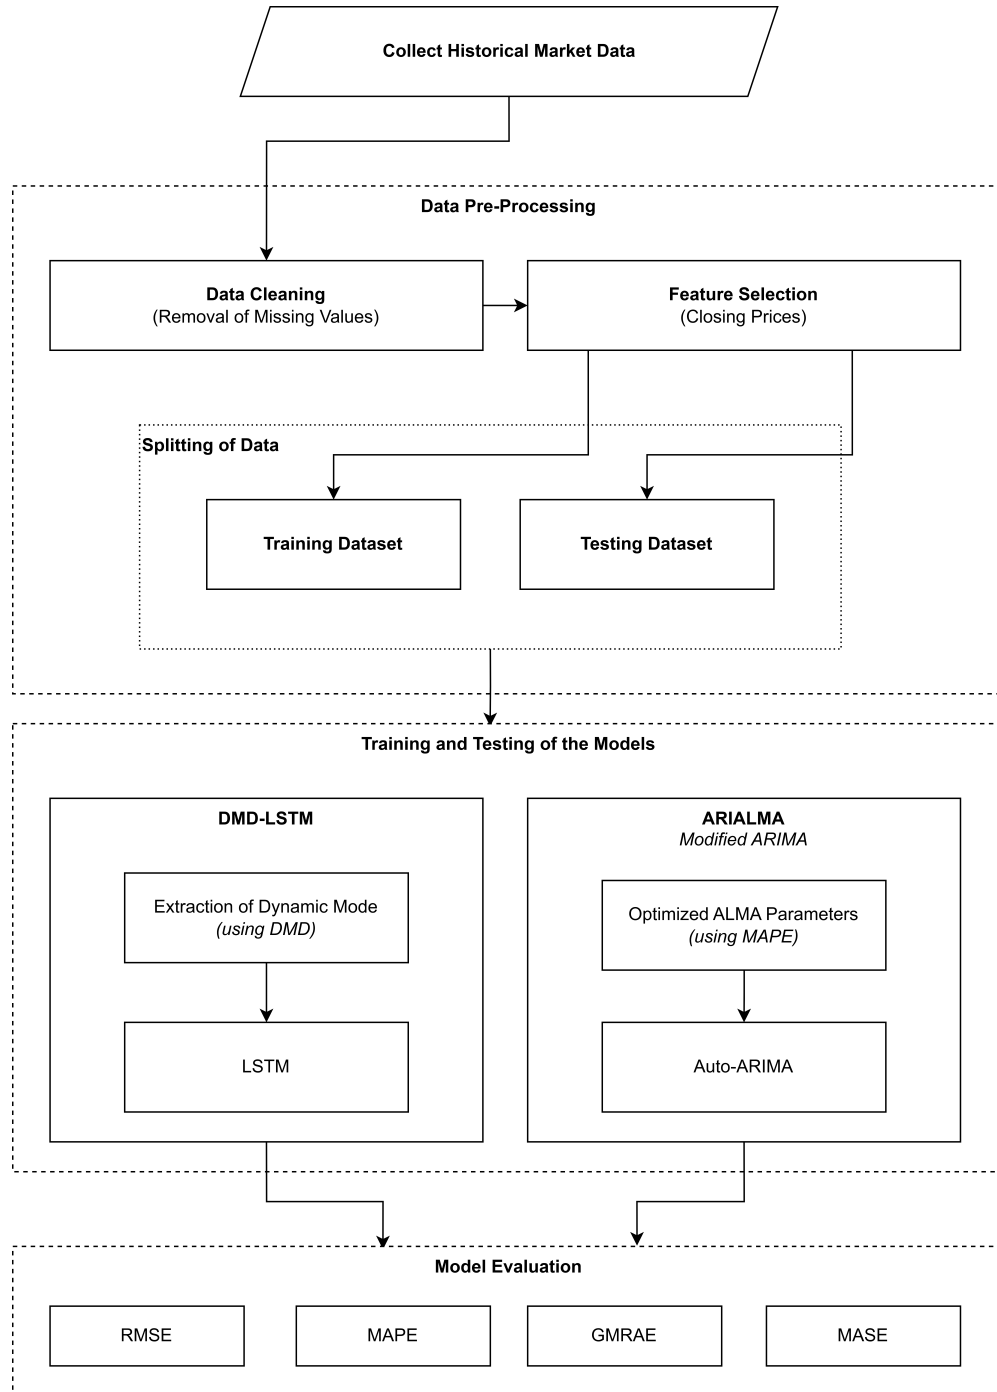 Collect Historical Market Data
Data Pre-Processing
Data Cleaning
(Removal of Missing Values)
Feature Selection
(Closing Prices)
Splitting of Data
Training Dataset
Testing Dataset
Training and Testing of the Models
DMD-LSTM
Extraction of Dynamic Mode
(using DMD)
LSTM
ARIALMA
Modified ARIMA
Optimized ALMA Parameters
(using MAPE)
Auto-ARIMA
Model Evaluation
RMSE
MAPE
GMRAE
MASE